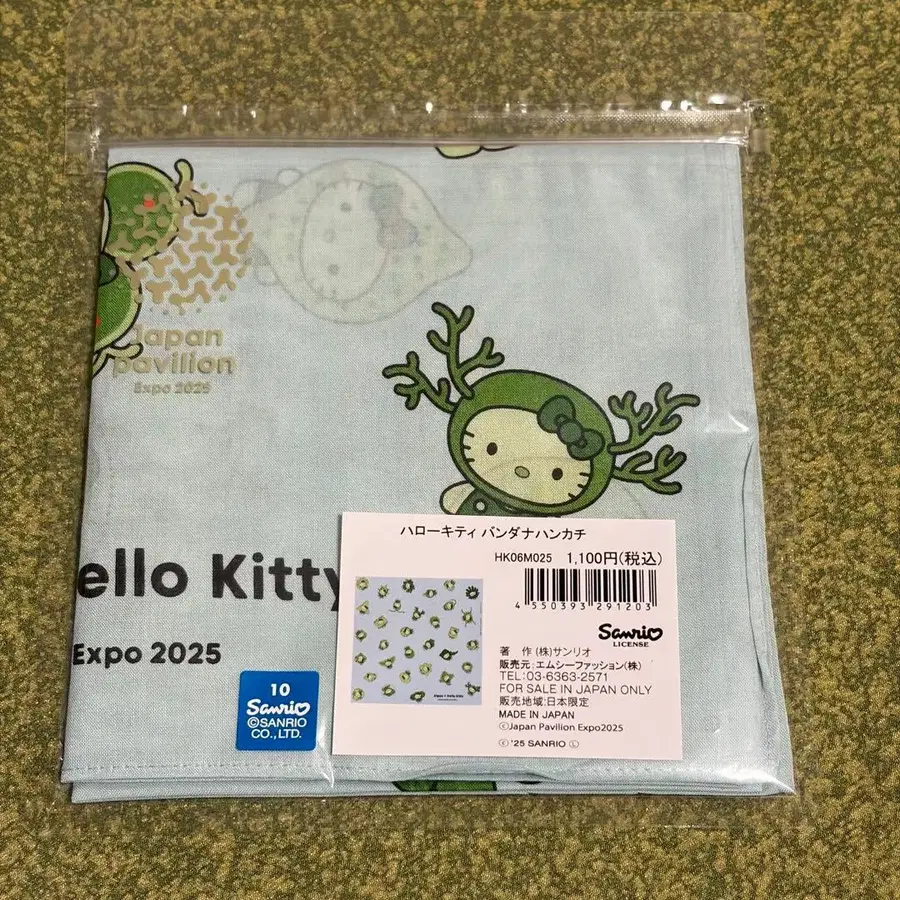 Japan
pavilion
Expo 2025
ello Kitty
Expo 2025
10
Sanrio
©SANRIO
CO.,LTD.
ハローキティ バンダナハンカチ
HK06M025 1,100円(税込)
4 550393 291203
Sanrio
LICENSE
著 作 (株)サンリオ
販売元:エムシーファッション(株)
TEL:03-6363-2571
FOR SALE IN JAPAN ONLY
販売地域:日本限定
MADE IN JAPAN
ⓒJapan Pavilion Expo2025
ⓒ '25 SANRIO Ⓛ